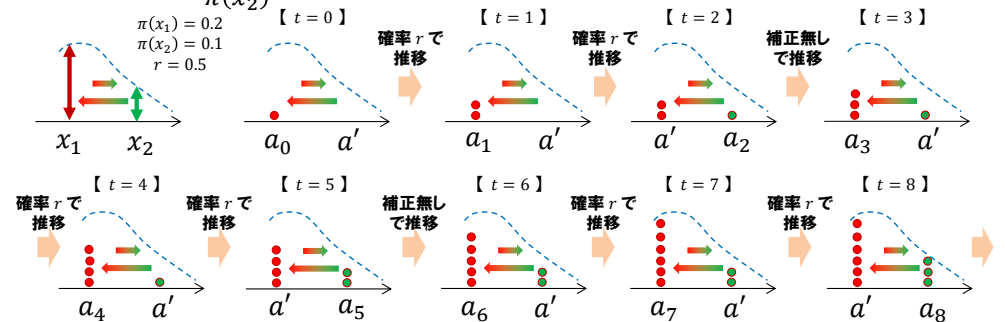 π(x₂)
π(x₁) = 0.2
π(x₂) = 0.1
r = 0.5
x₁ x₂
【 t = 0 】
a₀ a′
確率 r で
推移
【 t = 1 】
a₁ a′
確率 r で
推移
【 t = 2 】
a′ a₂
補正無し
で推移
【 t = 3 】
a₃ a′
確率 r で
推移
【 t = 4 】
a₄ a′
確率 r で
推移
【 t = 5 】
a′ a₅
補正無し
で推移
【 t = 6 】
a₆ a′
確率 r で
推移
【 t = 7 】
a₇ a′
確率 r で
推移
【 t = 8 】
a′ a₈